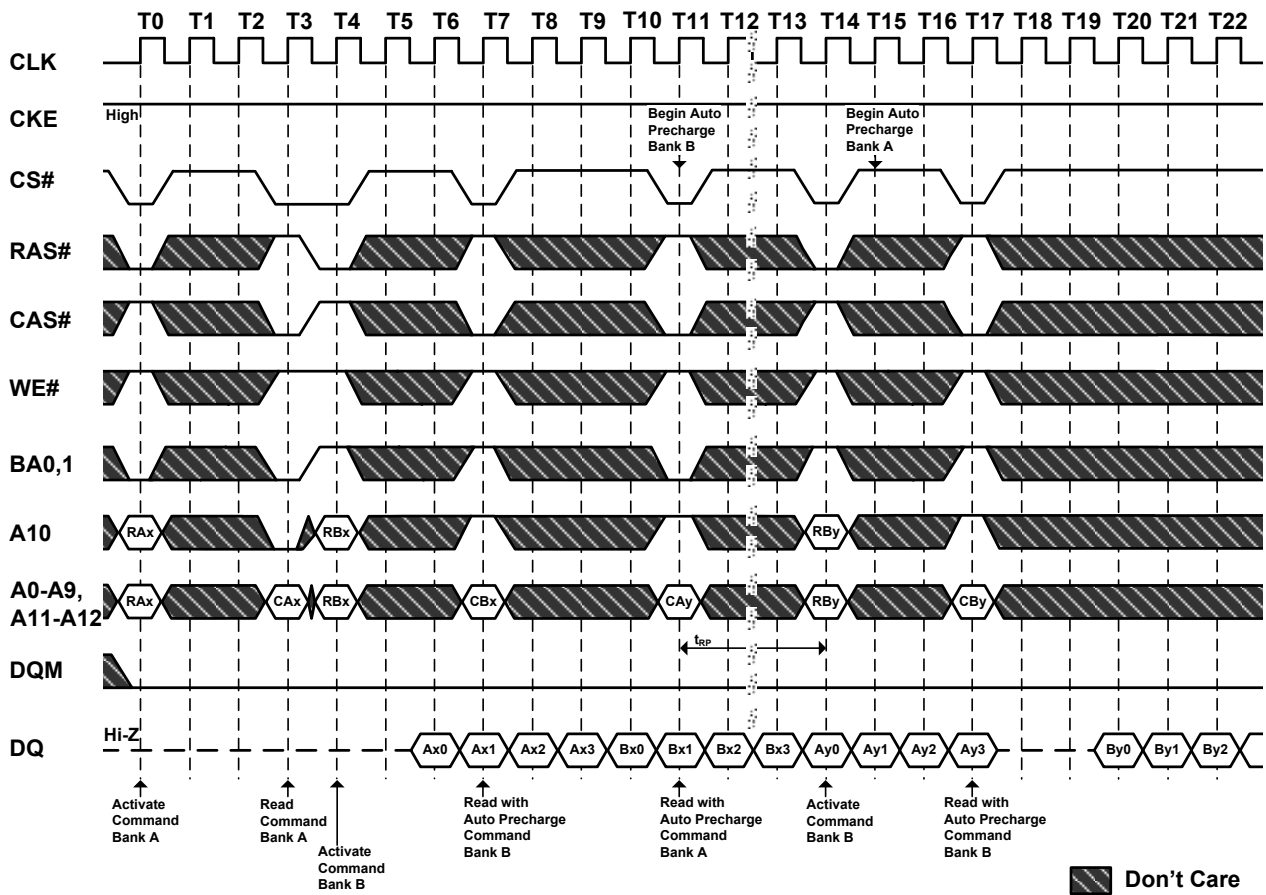 T0 T1 T2 T3 T4 T5 T6 T7 T8 T9 T10 T11 T12 T13 T14 T15 T16 T17 T18 T19 T20 T21 T22
CLK
CKE
High
Begin Auto
Precharge
Bank B
Begin Auto
Precharge
Bank A
CS#
RAS#
CAS#
WE#
BA0,1
A10
RAx RBx RBy
A0-A9,
A11-A12
RAx CAx RBx CBx CAy RBy CBy
tRP
DQM
DQ
Hi-Z
Ax0 Ax1 Ax2 Ax3 Bx0 Bx1 Bx2 Bx3 Ay0 Ay1 Ay2 Ay3 By0 By1 By2
Activate
Command
Bank A
Read
Command
Bank A
Activate
Command
Bank B
Read with
Auto Precharge
Command
Bank B
Read with
Auto Precharge
Command
Bank A
Activate
Command
Bank B
Read with
Auto Precharge
Command
Bank B
Don't Care